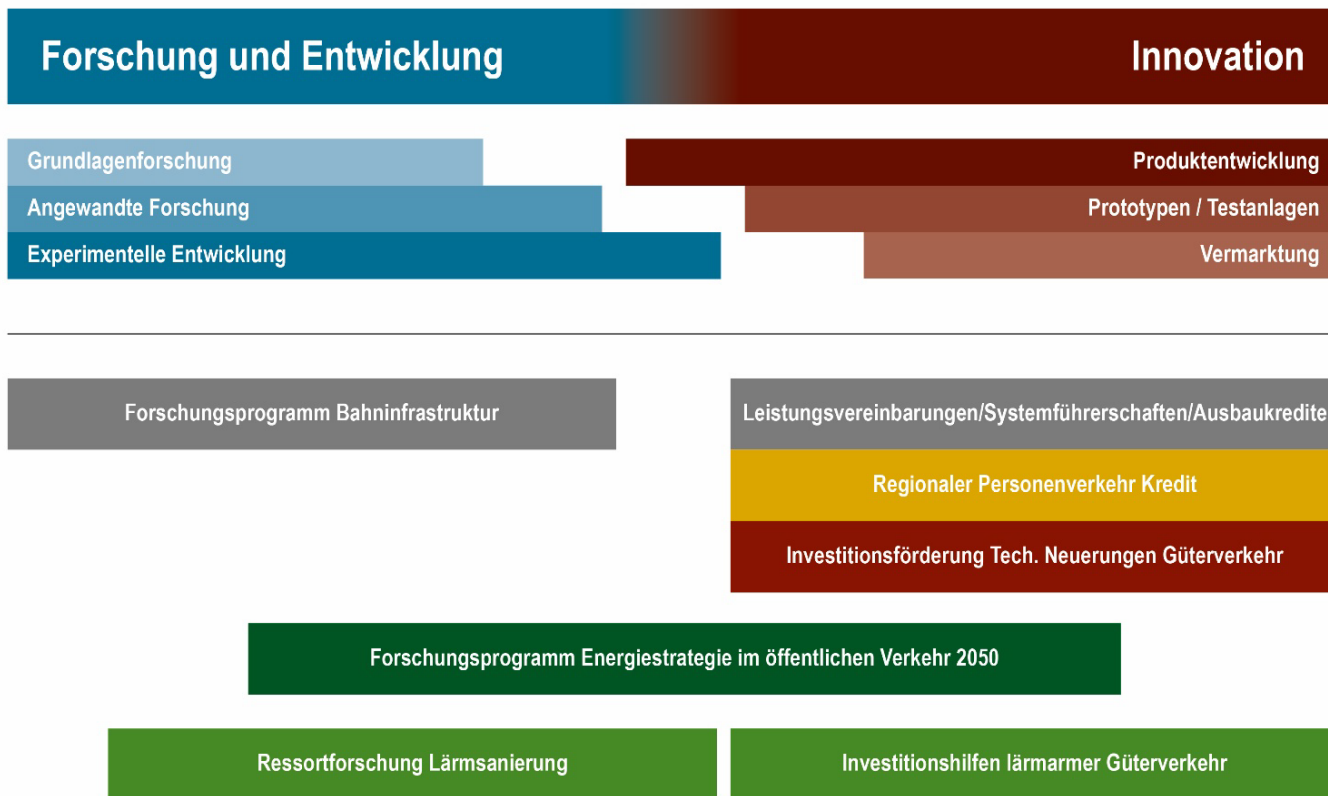 Forschung und Entwicklung
Innovation
Grundlagenforschung
Produktentwicklung
Angewandte Forschung
Prototypen / Testanlagen
Experimentelle Entwicklung
Vermarktung
Forschungsprogramm Bahninfrastruktur
Leistungsvereinbarungen/Systemführerschaften/Ausbaukredite
Regionaler Personenverkehr Kredit
Investitionsförderung Tech. Neuerungen Güterverkehr
Forschungsprogramm Energiestrategie im öffentlichen Verkehr 2050
Ressortforschung Lärmsanierung
Investitionshilfen lärmarmer Güterverkehr